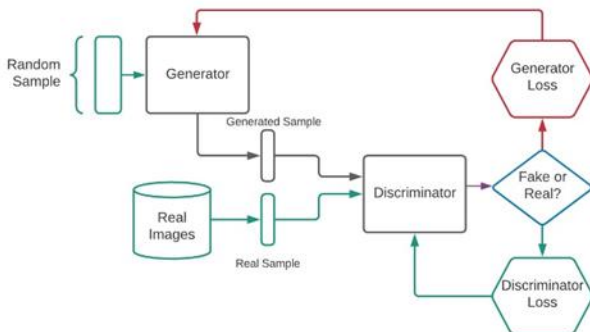 Random
Sample
Generator
Generator
Loss
Generated Sample
Discriminator
Fake or
Real?
Real
Images
Real Sample
Discriminator
Loss